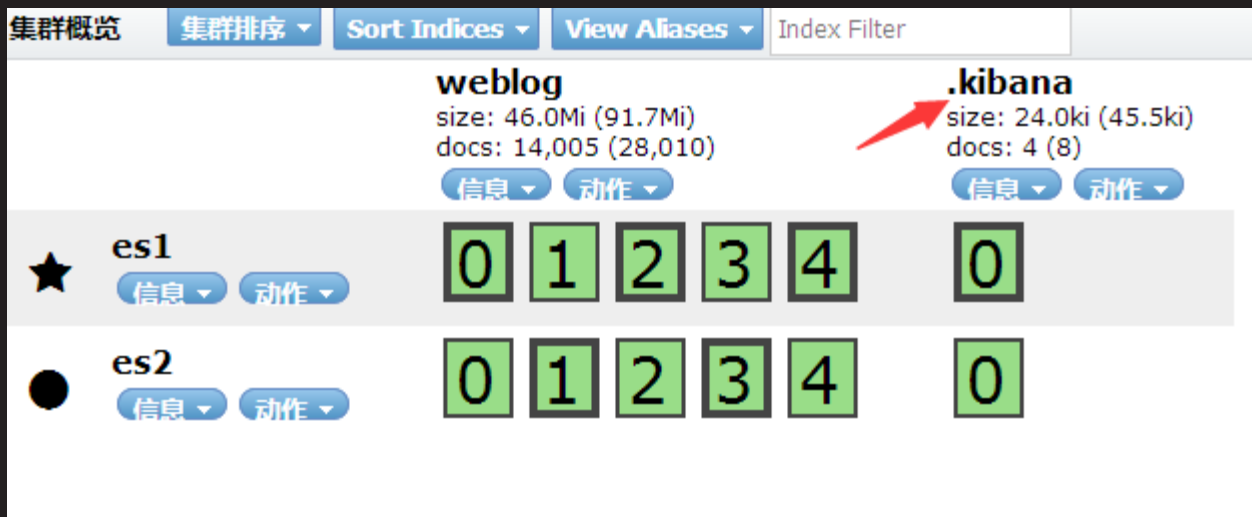 集群概览 集群排序 Sort Indices View Aliases Index Filter
weblog .kibana
size: 46.0Mi (91.7Mi) size: 24.0ki (45.5ki)
docs: 14,005 (28,010) docs: 4 (8)
信息 动作 信息 动作
es1 0 1 2 3 4 0
信息 动作
es2 0 1 2 3 4 0
信息 动作